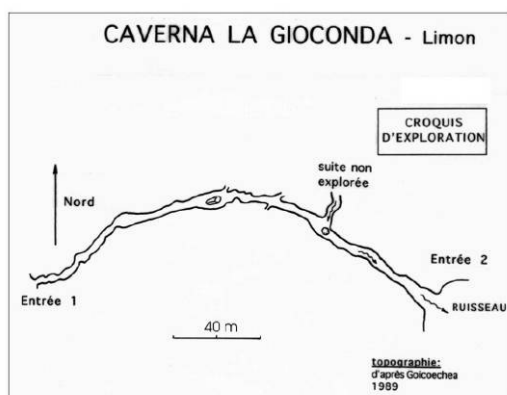 CAVERNA LA GIOCONDA - Limon
CROQUIS
D'EXPLORATION
suite non
explorée
Nord
Entrée 2
Entrée 1
RUISSEAU
40 m
topographie:
d'après Goicoechea
1989